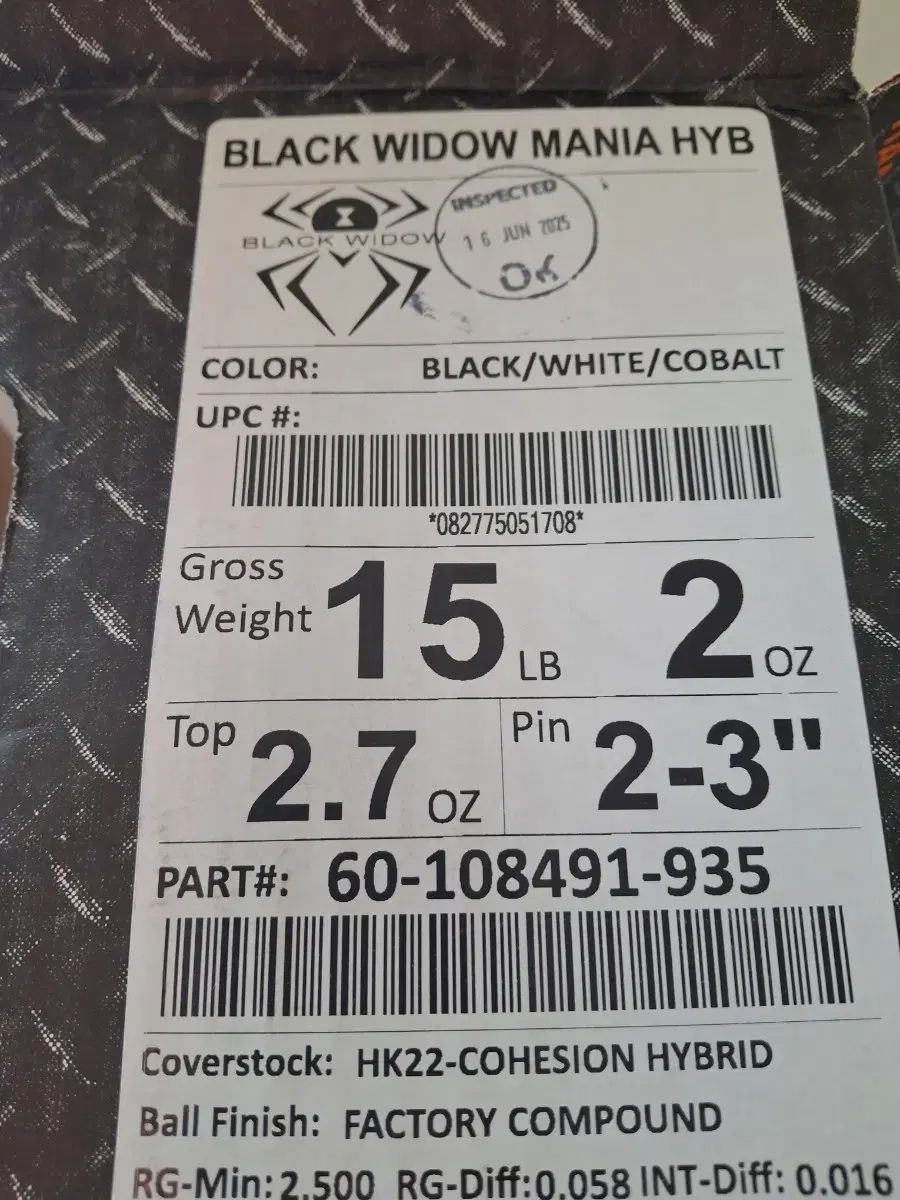 BLACK WIDOW MANIA HYB
BLACK WIDOW
INSPECTED
16 JUN 2025
OK
COLOR: BLACK/WHITE/COBALT
UPC #:
*082775051708*
Gross Weight 15 LB 2 OZ
Top 2.7 OZ Pin 2-3"
PART#: 60-108491-935
Coverstock: HK22-COHESION HYBRID
Ball Finish: FACTORY COMPOUND
RG-Min: 2.500 RG-Diff:0.058 INT-Diff: 0.016